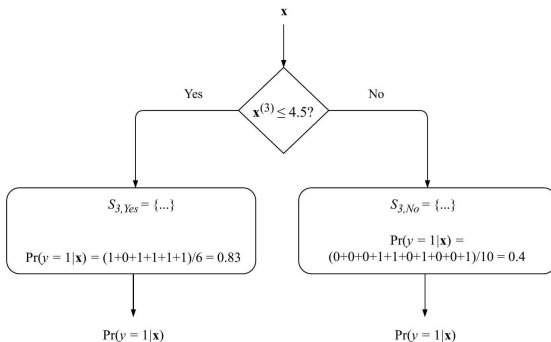 x
x(3) ≤ 4.5?
Yes
No
S3,Yes = {...}
Pr(y = 1|x) = (1+0+1+1+1+1)/6 = 0.83
S3,No = {...}
Pr(y = 1|x) =
(0+0+0+1+1+0+1+0+0+1)/10 = 0.4
Pr(y = 1|x)
Pr(y = 1|x)